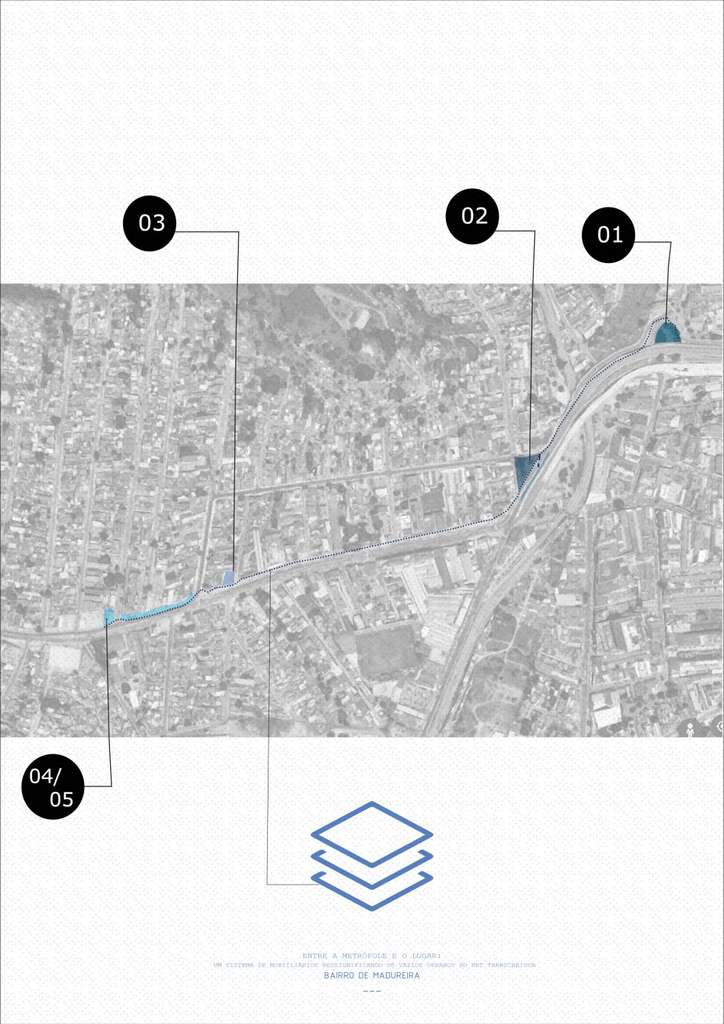 03
02
01
04/
05
ENTRE A METRÓPOLE E O LUGAR:
UM SISTEMA DE MOBILIÁRIOS RESSIGNIFICANDO OS VAZIOS URBANOS DO BRT TRANSCARIOCA
BAIRRO DE MADUREIRA
___